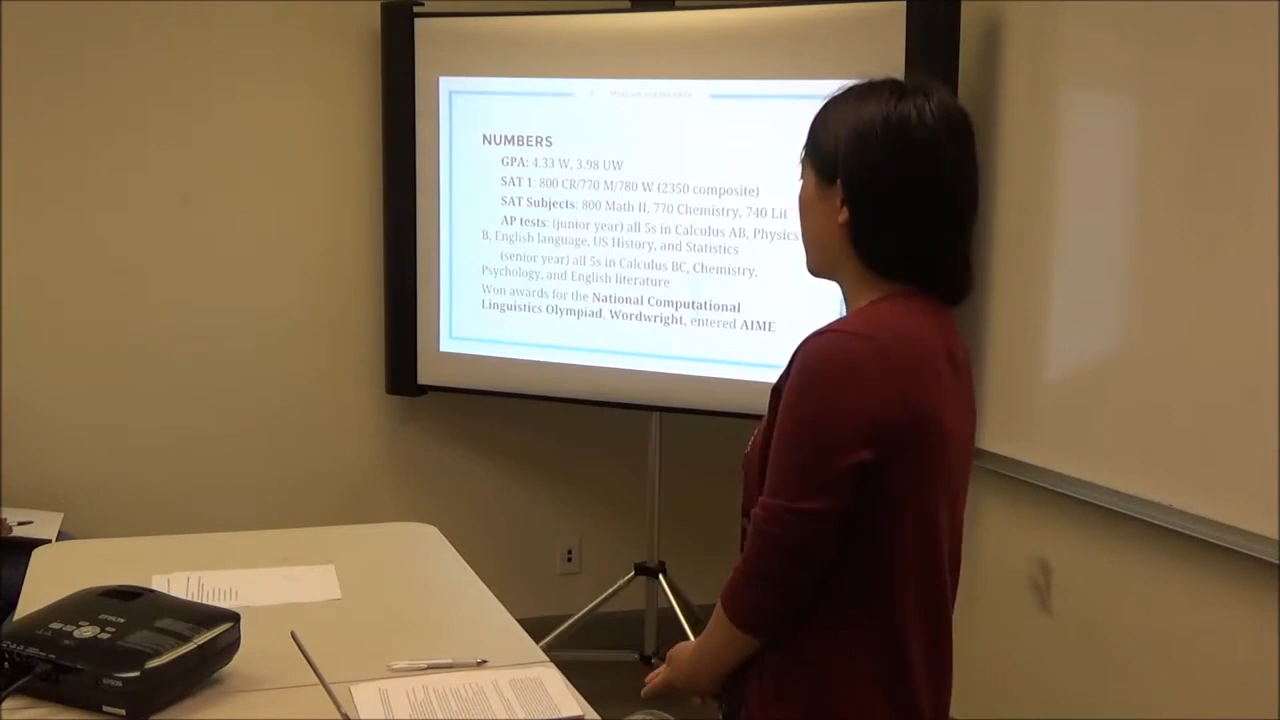 NUMBERS
GPA: 4.33 W, 3.98 UW
SAT 1: 800 CR/770 M/780 W (2350 composite)
SAT Subjects: 800 Math II, 770 Chemistry, 740 Lit
AP tests: (junior year) all 5s in Calculus AB, Physics
B, English language, US History, and Statistics
(senior year) all 5s in Calculus BC, Chemistry,
Psychology, and English literature
Won awards for the National Computational
Linguistics Olympiad, Wordwright, entered AIME
EPSON